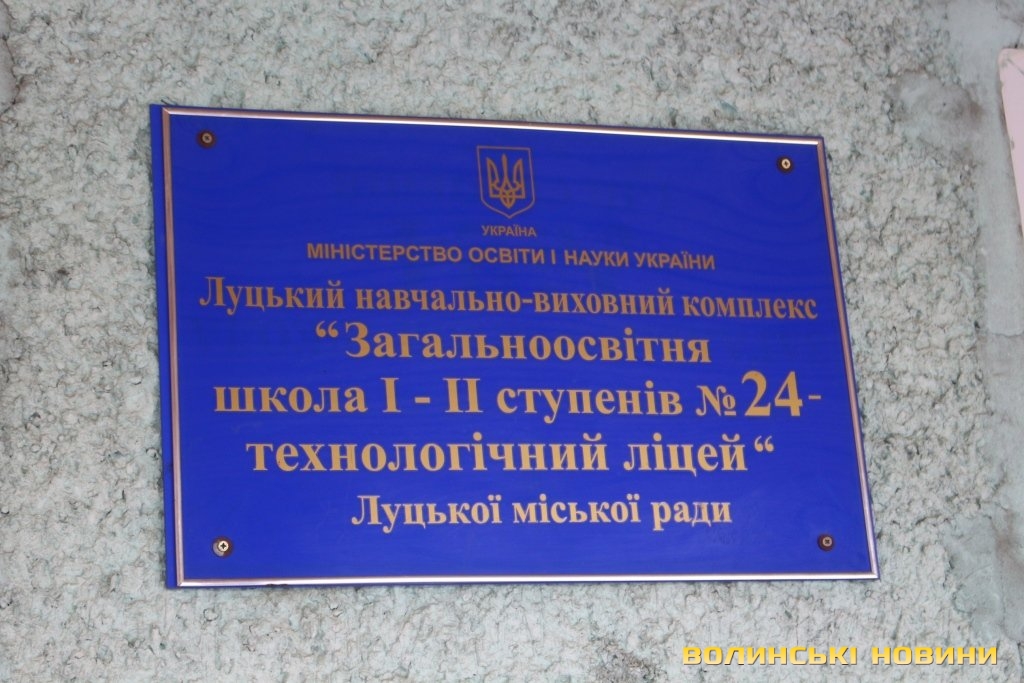 УКРАЇНА
МІНІСТЕРСТВО ОСВІТИ І НАУКИ УКРАЇНИ
Луцький навчально-виховний комплекс
“Загальноосвітня
школа І - ІІ ступенів №24-
технологічний ліцей“
Луцької міської ради
ВОЛИНСЬКІ НОВИНИ